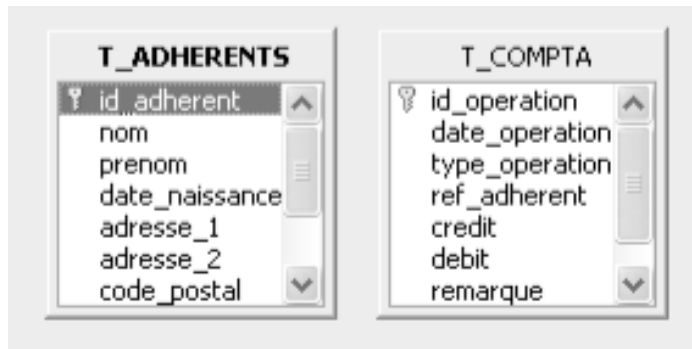 T_ADHERENTS
id_adherent
nom
prenom
date_naissance
adresse_1
adresse_2
code_postal
T_COMPTA
id_operation
date_operation
type_operation
ref_adherent
credit
debit
remarque